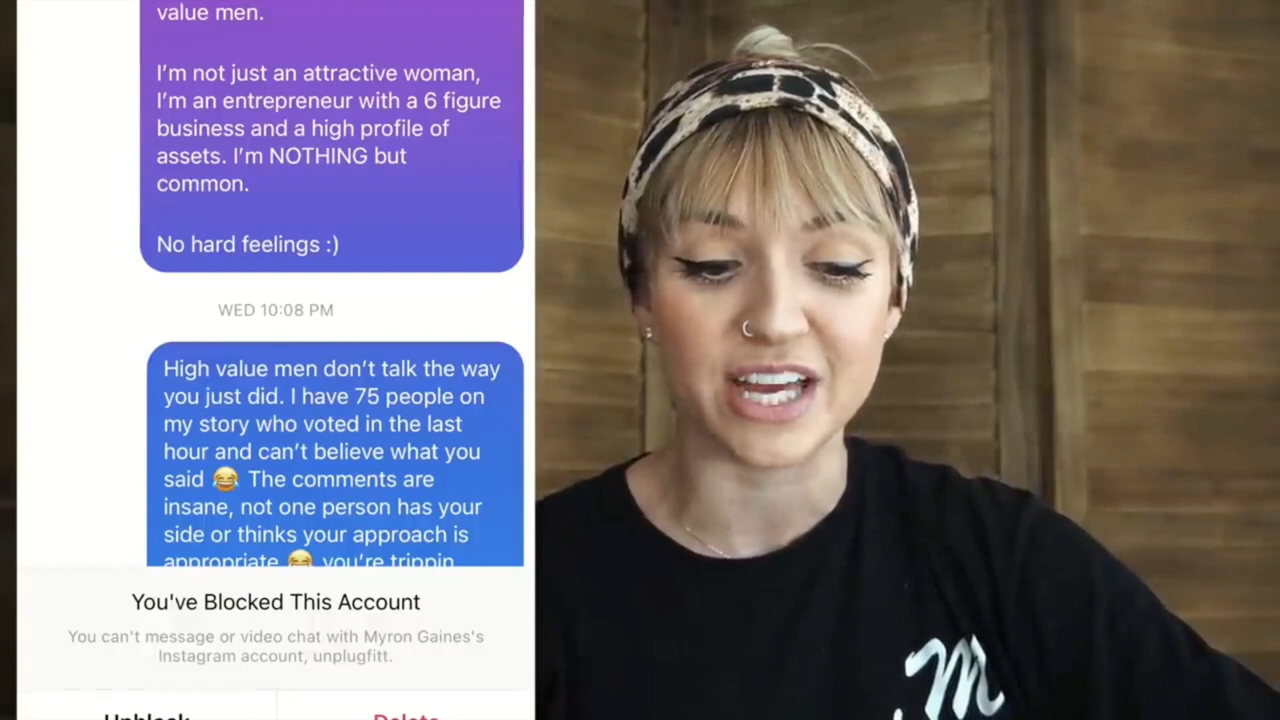 value men.
I'm not just an attractive woman,
I'm an entrepreneur with a 6 figure
business and a high profile of
assets. I'm NOTHING but
common.
No hard feelings :)
WED 10:08 PM
High value men don't talk the way
you just did. I have 75 people on
my story who voted in the last
hour and can't believe what you
said 😂 The comments are
insane, not one person has your
side or thinks your approach is
appropriate 😂 you're trippin
You've Blocked This Account
You can't message or video chat with Myron Gaines's
Instagram account, unplugfitt.
Unblock
Delete
m